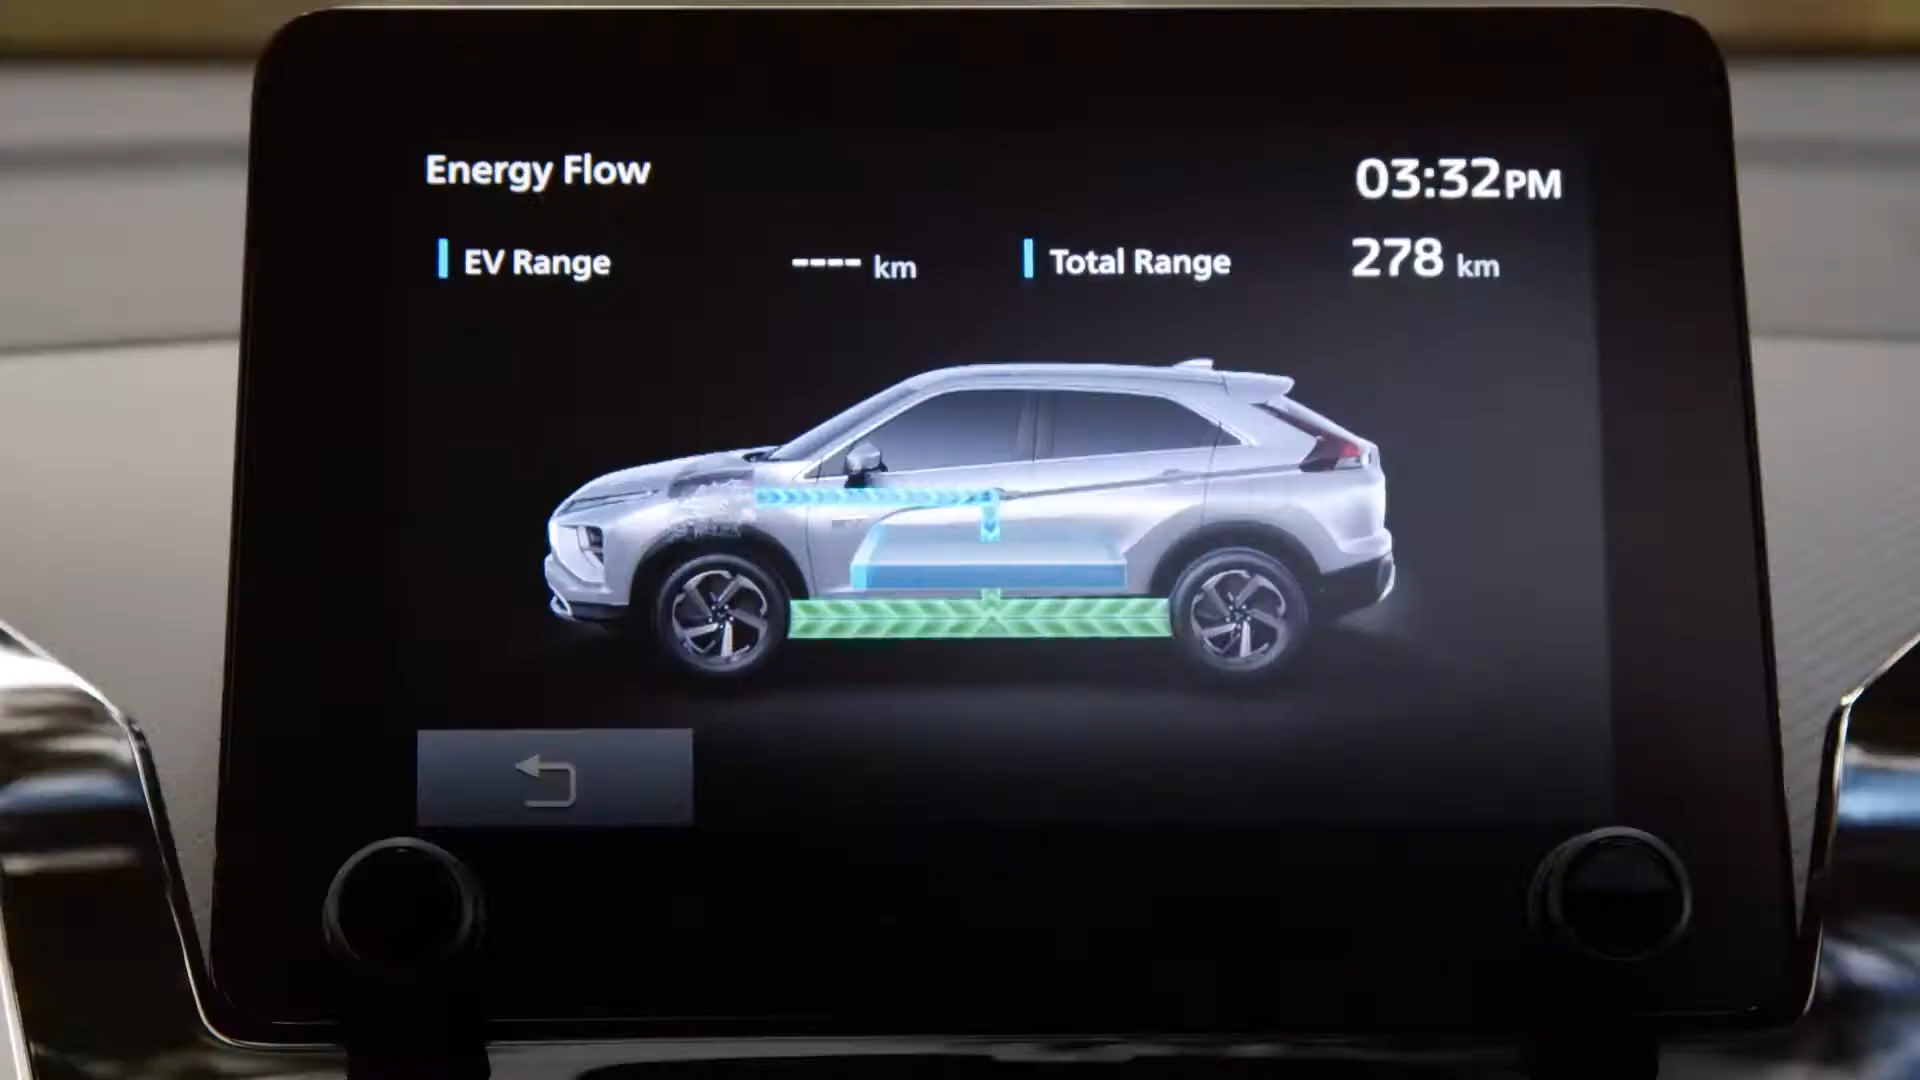 Energy Flow
03:32PM
EV Range ---- km
Total Range 278 km